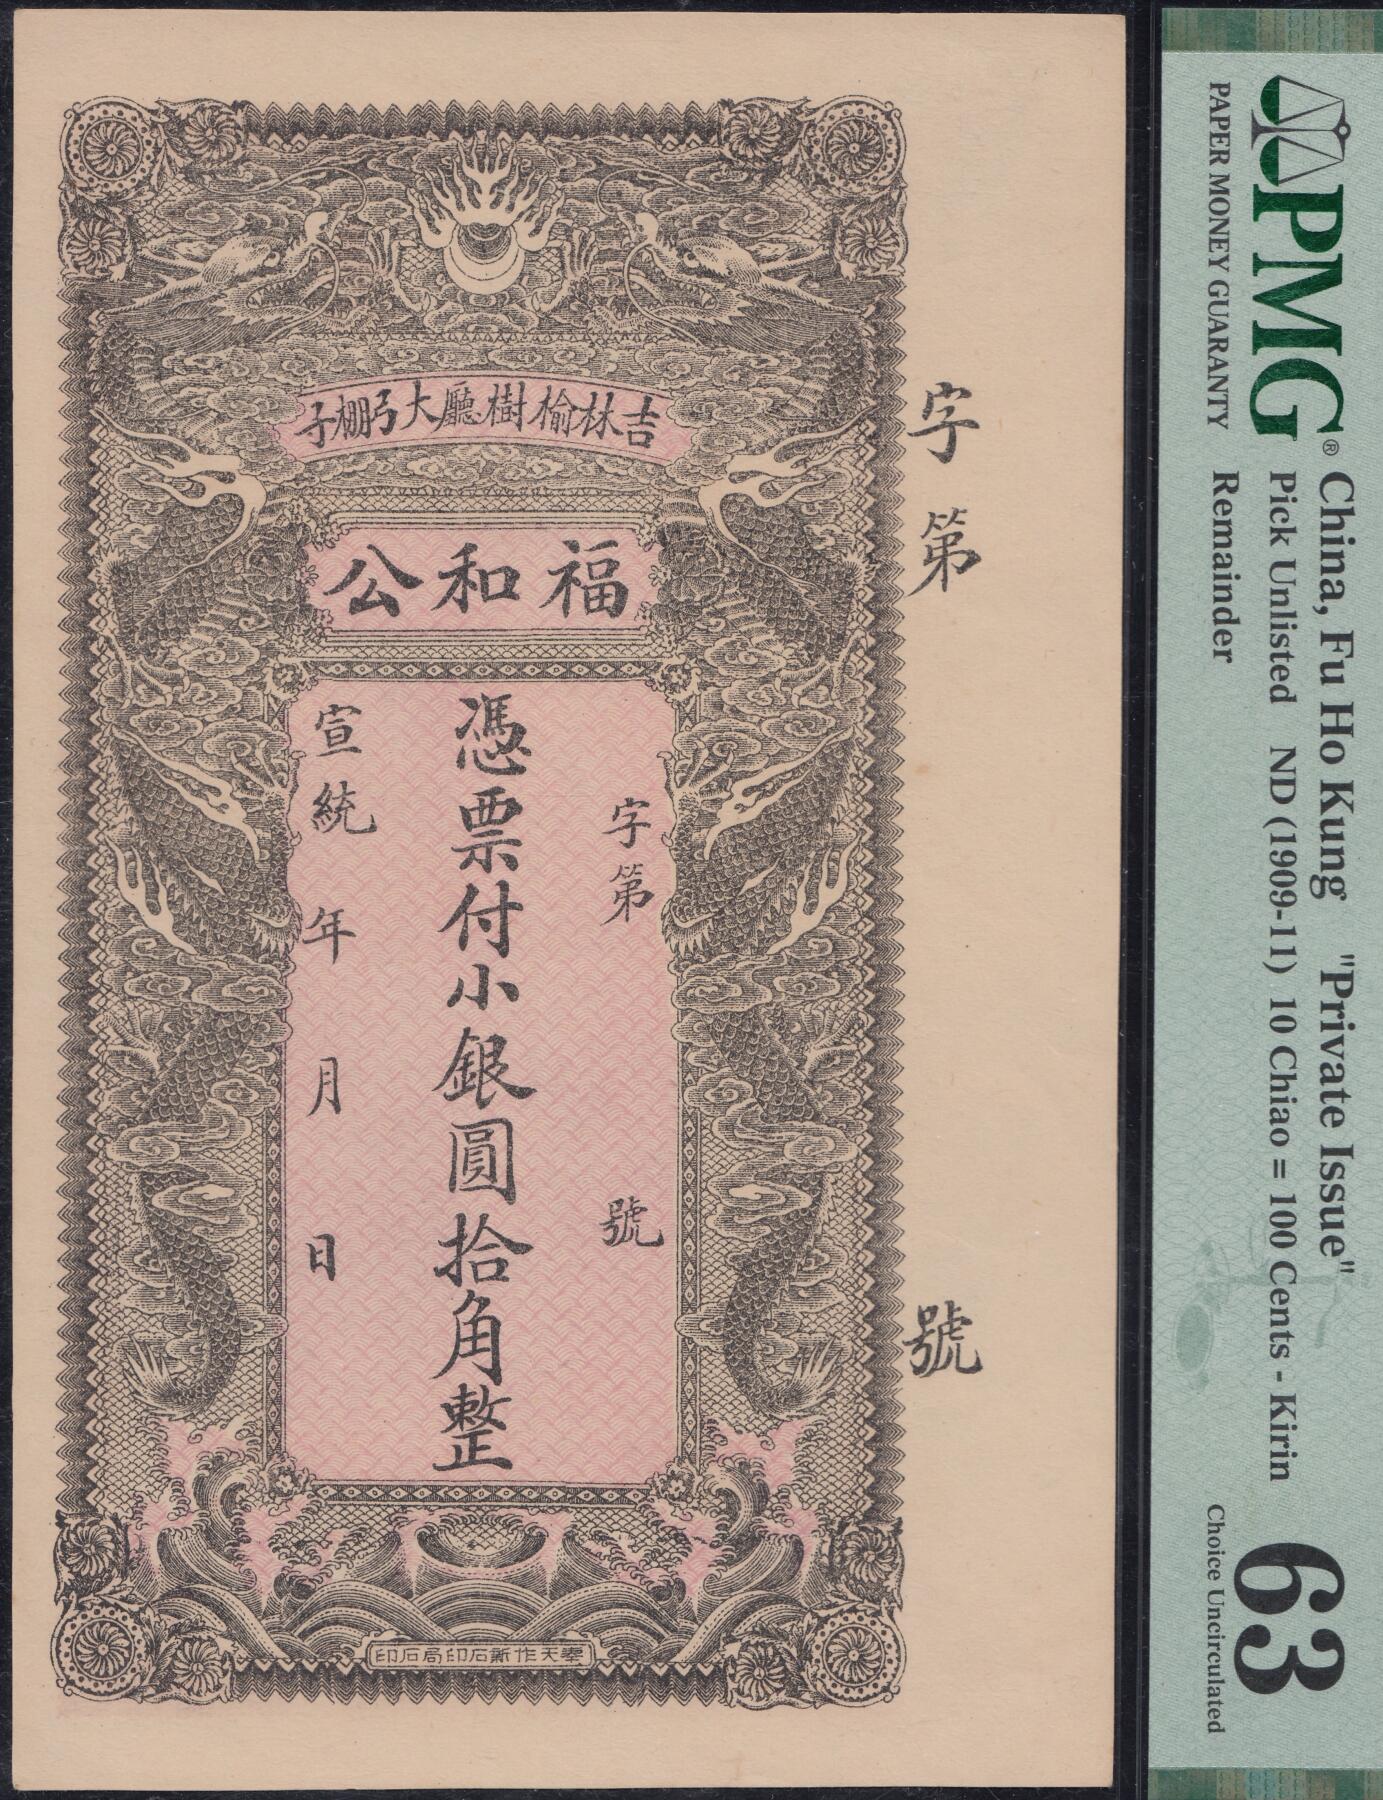 吉林榆樹廳大弓棚子
福和公
字第 號
憑票付小銀圓拾角整
宣統 年 月 日
奉天作新石印局石印
字第 號
PMG®
PAPER MONEY GUARANTY
China, Fu Ho Kung "Private Issue"
Pick Unlisted ND (1909-11) 10 Chiao = 100 Cents - Kirin
Remainder
63
Choice Uncirculated